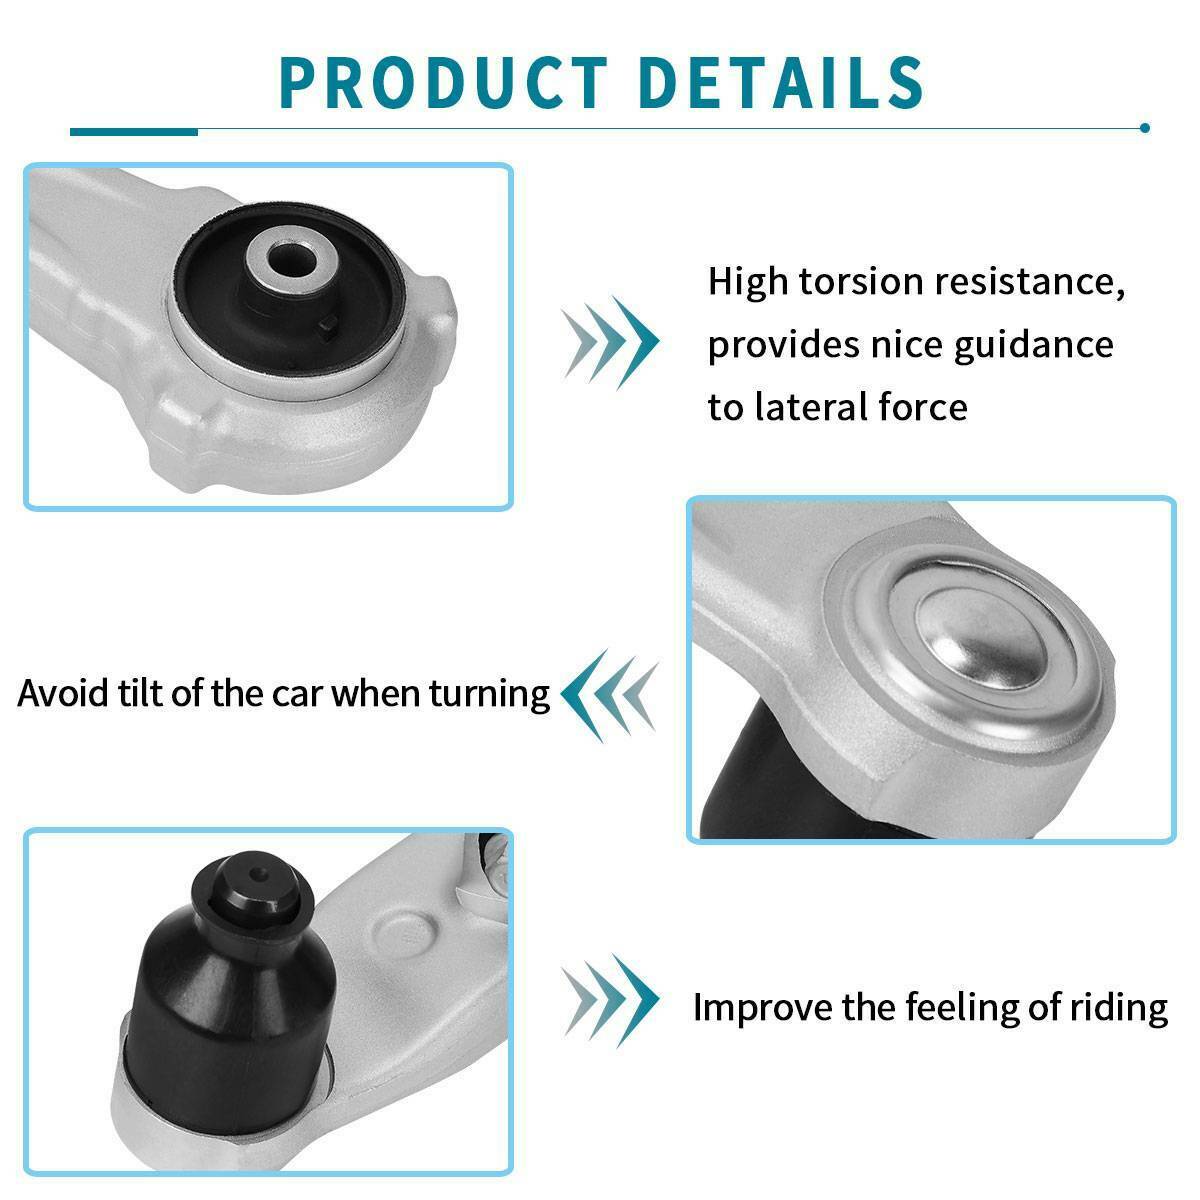 PRODUCT DETAILS
High torsion resistance,
provides nice guidance
to lateral force
Avoid tilt of the car when turning
Improve the feeling of riding